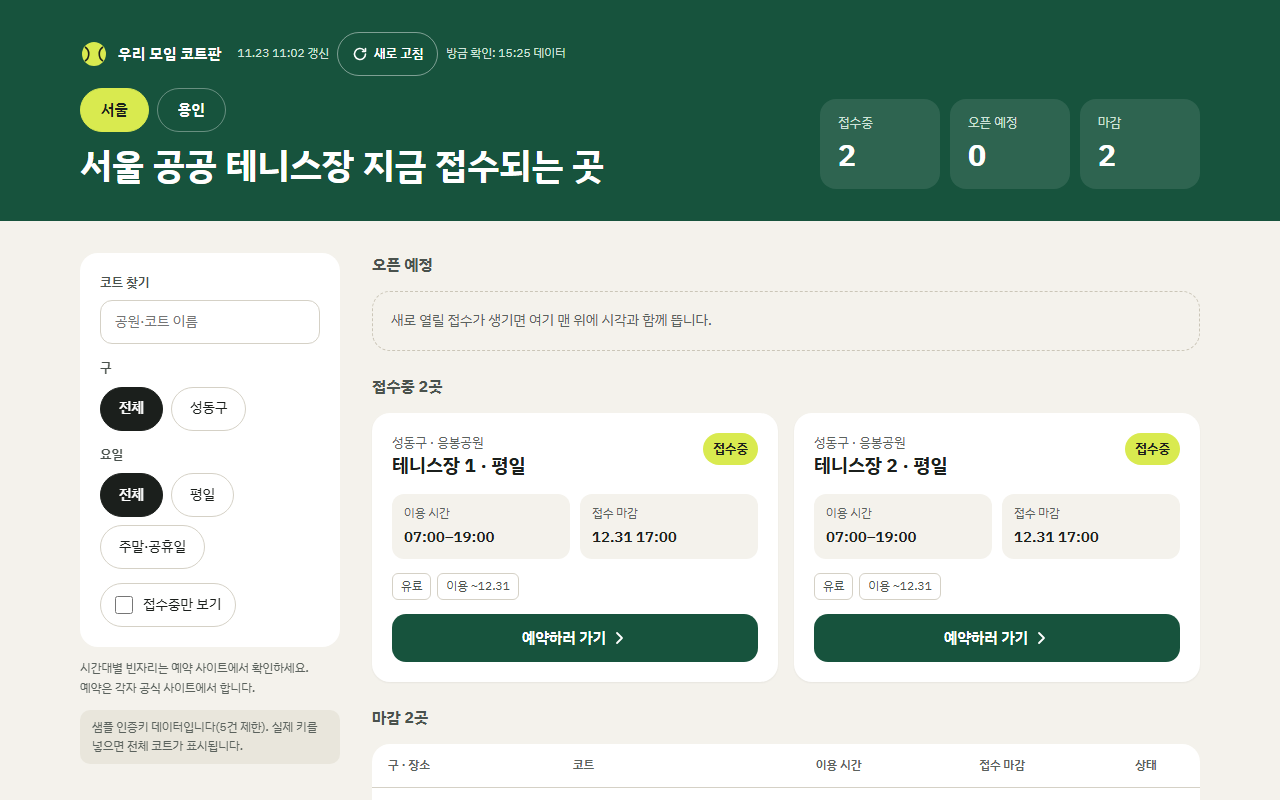 우리 모임 코트판
11.23 11:02 갱신
새로 고침
방금 확인: 15:25 데이터
서울
용인
서울 공공 테니스장 지금 접수되는 곳
접수중
2
오픈 예정
0
마감
2
코트 찾기
공원·코트 이름
구
전체
성동구
요일
전체
평일
주말·공휴일
접수중만 보기
시간대별 빈자리는 예약 사이트에서 확인하세요.
예약은 각자 공식 사이트에서 합니다.
샘플 인증키 데이터입니다(5건 제한). 실제 키를
넣으면 전체 코트가 표시됩니다.
오픈 예정
새로 열릴 접수가 생기면 여기 맨 위에 시각과 함께 뜹니다.
접수중 2곳
성동구 · 응봉공원
테니스장 1 · 평일
접수중
이용 시간
07:00–19:00
접수 마감
12.31 17:00
유료
이용 ~12.31
예약하러 가기
성동구 · 응봉공원
테니스장 2 · 평일
접수중
이용 시간
07:00–19:00
접수 마감
12.31 17:00
유료
이용 ~12.31
예약하러 가기
마감 2곳
구 · 장소
코트
이용 시간
접수 마감
상태